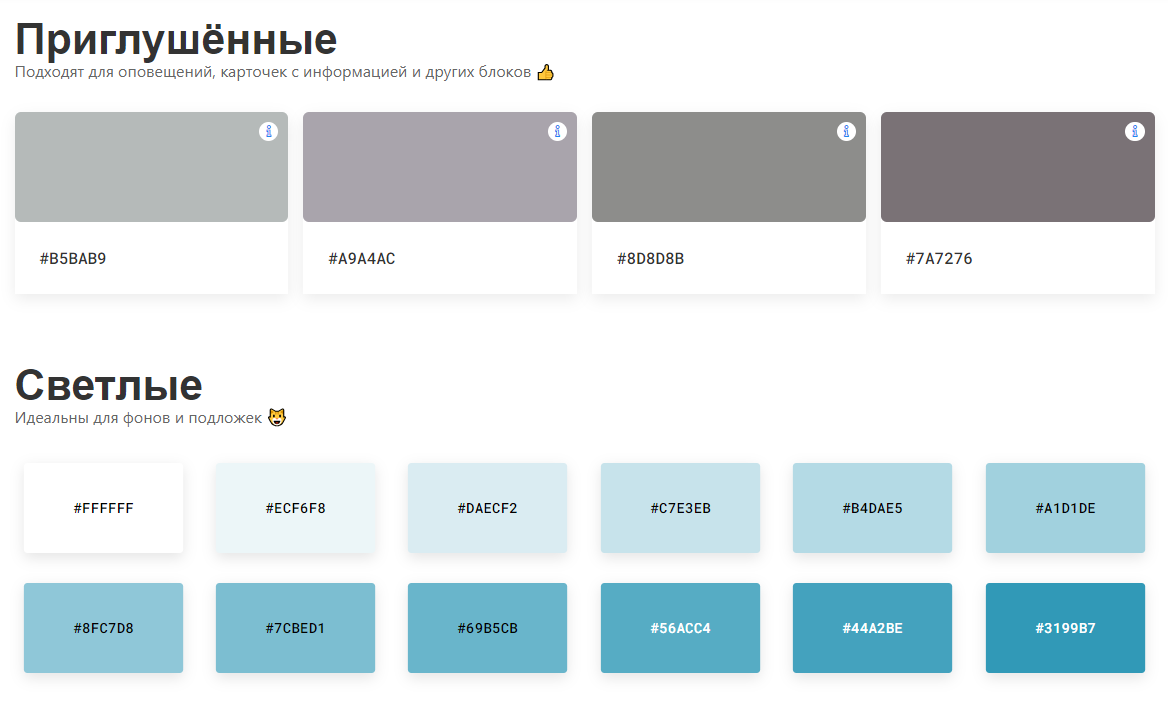 Приглушённые
Подходят для оповещений, карточек с информацией и других блоков 👍
#B5BAB9
#A9A4AC
#8D8D8B
#7A7276
Светлые
Идеальны для фонов и подложек 😺
#FFFFFF
#ECF6F8
#DAECF2
#C7E3EB
#B4DAE5
#A1D1DE
#8FC7D8
#7CBED1
#69B5CB
#56ACC4
#44A2BE
#3199B7